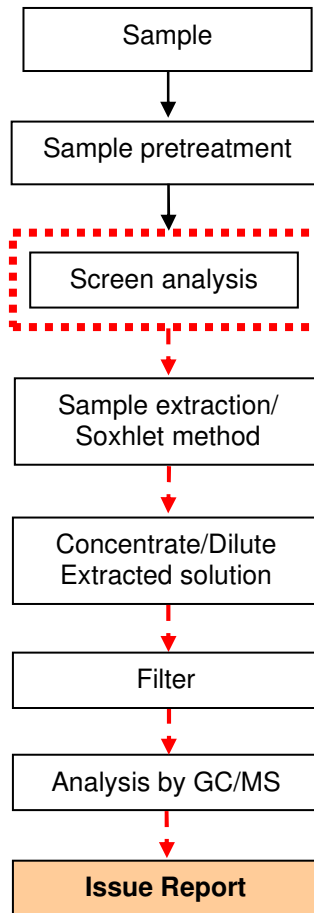 Sample
Sample pretreatment
Screen analysis
Sample extraction/
Soxhlet method
Concentrate/Dilute
Extracted solution
Filter
Analysis by GC/MS
Issue Report